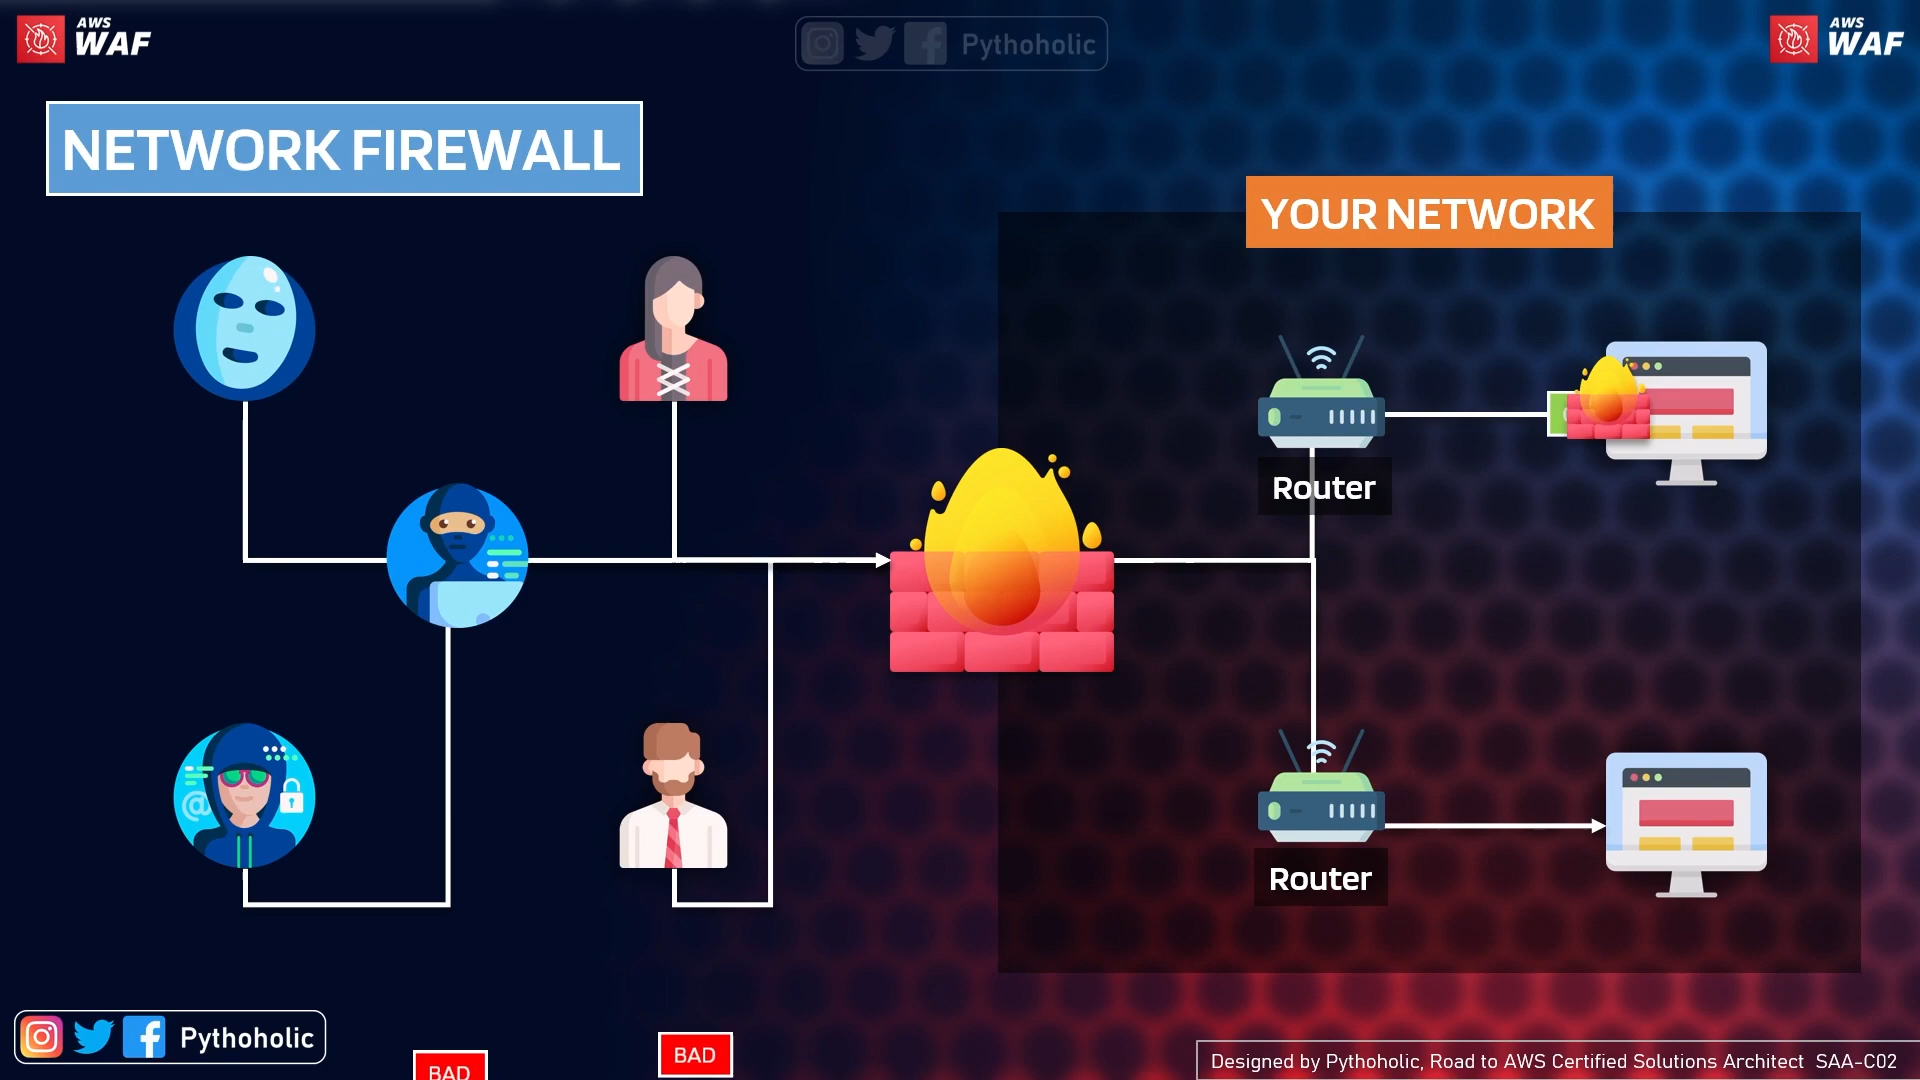 AWS
WAF
Pythoholic
AWS
WAF
NETWORK FIREWALL
YOUR NETWORK
Router
Router
Pythoholic
BAD
BAD
Designed by Pythoholic, Road to AWS Certified Solutions Architect SAA-C02